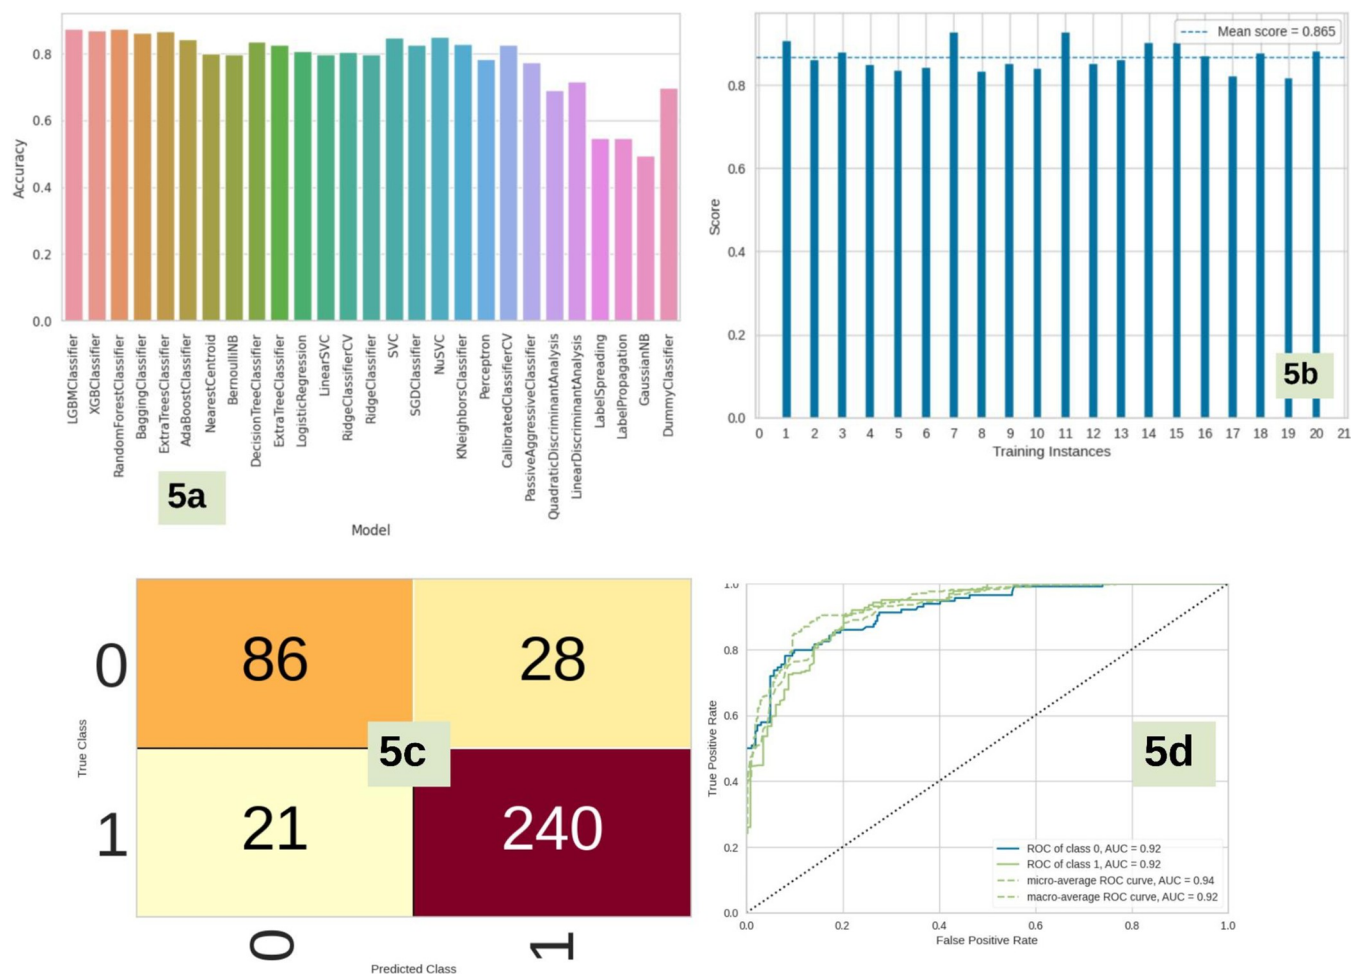 0.8
0.6
0.4
0.2
0.0
Accuracy
LGBMClassifier
XGBClassifier
RandomForestClassifier
BaggingClassifier
ExtraTreesClassifier
AdaBoostClassifier
NearestCentroid
BernoulliNB
DecisionTreeClassifier
ExtraTreeClassifier
LogisticRegression
LinearSVC
RidgeClassifierCV
RidgeClassifier
SVC
SGDClassifier
NuSVC
KNeighborsClassifier
Perceptron
CalibratedClassifierCV
PassiveAggressiveClassifier
QuadraticDiscriminantAnalysis
LinearDiscriminantAnalysis
LabelSpreading
LabelPropagation
GaussianNB
DummyClassifier
5a
Model
Mean score = 0.865
0.8
0.6
0.4
0.2
0.0
Score
5b
0 1 2 3 4 5 6 7 8 9 10 11 12 13 14 15 16 17 18 19 20 21
Training Instances
86 28
0
5c
True Class
21 240
1
0 1
Predicted Class
1.0
0.8
0.6
0.4
0.2
0.0
True Positive Rate
5d
ROC of class 0, AUC = 0.92
ROC of class 1, AUC = 0.92
micro-average ROC curve, AUC = 0.94
macro-average ROC curve, AUC = 0.92
0.0 0.2 0.4 0.6 0.8 1.0
False Positive Rate